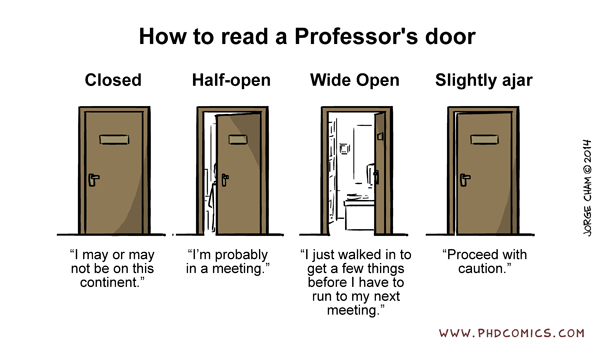 How to read a Professor's door
Closed
Half-open
Wide Open
Slightly ajar
“I may or may
not be on this
continent.”
“I’m probably
in a meeting.”
“I just walked in to
get a few things
before I have to
run to my next
meeting.”
“Proceed with
caution.”
JORGE CHAM © 2014
WWW.PHDCOMICS.COM